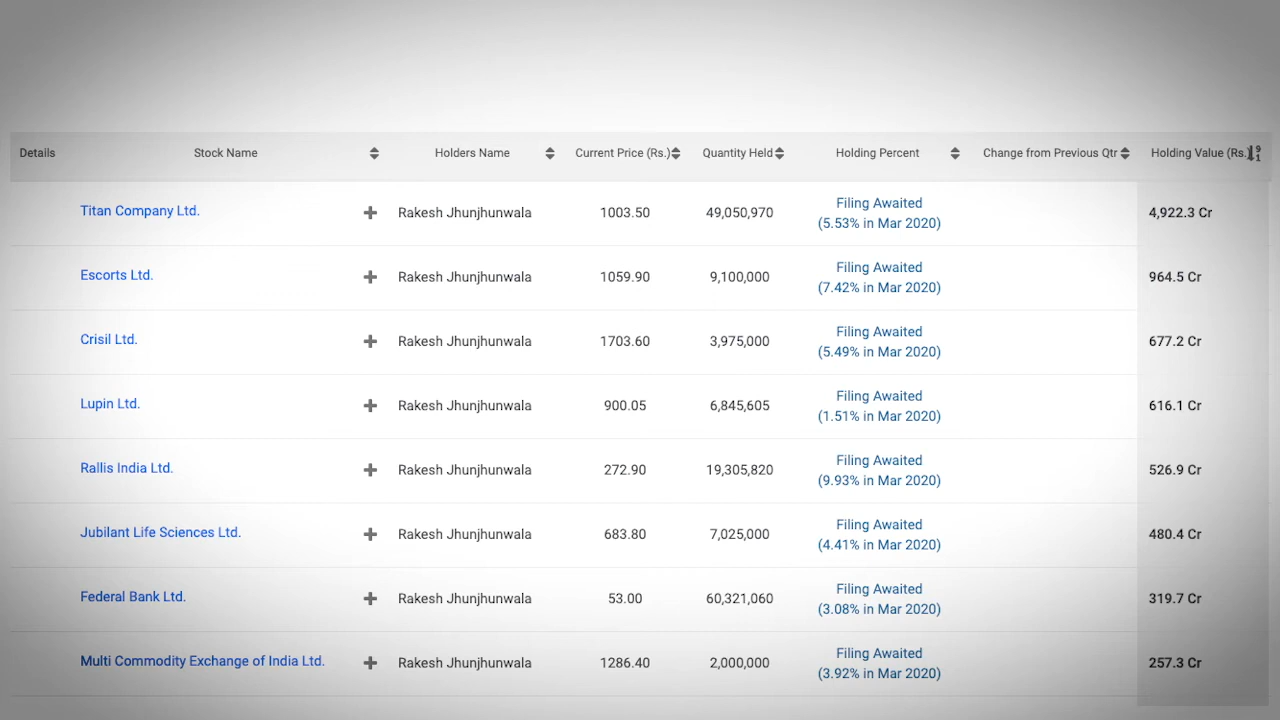 Details Stock Name Holders Name Current Price (Rs.) Quantity Held Holding Percent Change from Previous Qtr Holding Value (Rs.)
Titan Company Ltd. Rakesh Jhunjhunwala 1003.50 49,050,970 Filing Awaited 4,922.3 Cr
(5.53% in Mar 2020)
Escorts Ltd. Rakesh Jhunjhunwala 1059.90 9,100,000 Filing Awaited 964.5 Cr
(7.42% in Mar 2020)
Crisil Ltd. Rakesh Jhunjhunwala 1703.60 3,975,000 Filing Awaited 677.2 Cr
(5.49% in Mar 2020)
Lupin Ltd. Rakesh Jhunjhunwala 900.05 6,845,605 Filing Awaited 616.1 Cr
(1.51% in Mar 2020)
Rallis India Ltd. Rakesh Jhunjhunwala 272.90 19,305,820 Filing Awaited 526.9 Cr
(9.93% in Mar 2020)
Jubilant Life Sciences Ltd. Rakesh Jhunjhunwala 683.80 7,025,000 Filing Awaited 480.4 Cr
(4.41% in Mar 2020)
Federal Bank Ltd. Rakesh Jhunjhunwala 53.00 60,321,060 Filing Awaited 319.7 Cr
(3.08% in Mar 2020)
Multi Commodity Exchange of India Ltd. Rakesh Jhunjhunwala 1286.40 2,000,000 Filing Awaited 257.3 Cr
(3.92% in Mar 2020)